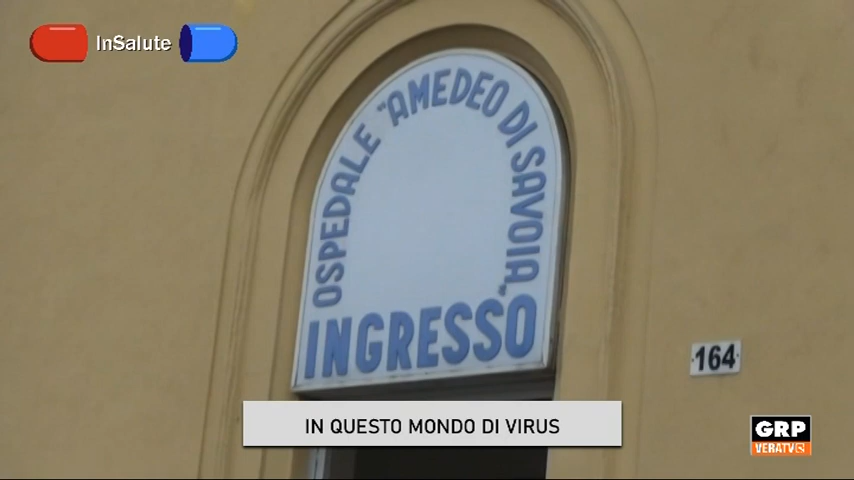 InSalute
OSPEDALE "AMEDEO DI SAVOIA"
INGRESSO
164
IN QUESTO MONDO DI VIRUS
GRP
VERATV